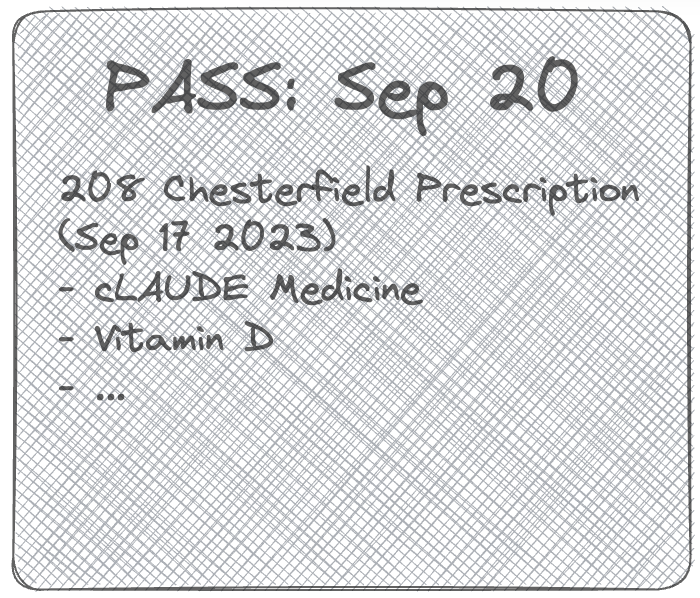 PASS: Sep 20
208 Chesterfield Prescription
(Sep 17 2023)
- cLAUDE Medicine
- Vitamin D
- ...